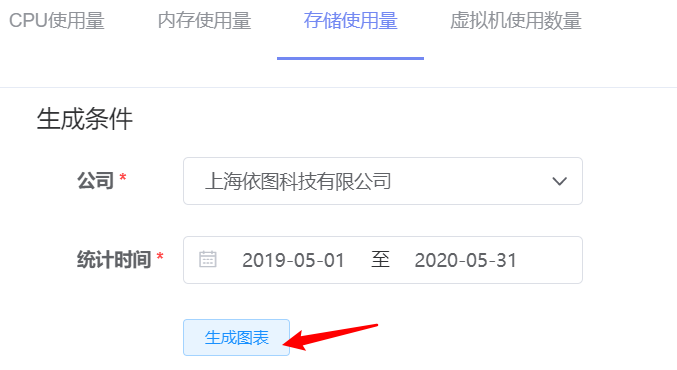 CPU使用量 内存使用量 存储使用量 虚拟机使用数量
生成条件
公司 * 上海依图科技有限公司
统计时间 * 2019-05-01 至 2020-05-31
生成图表